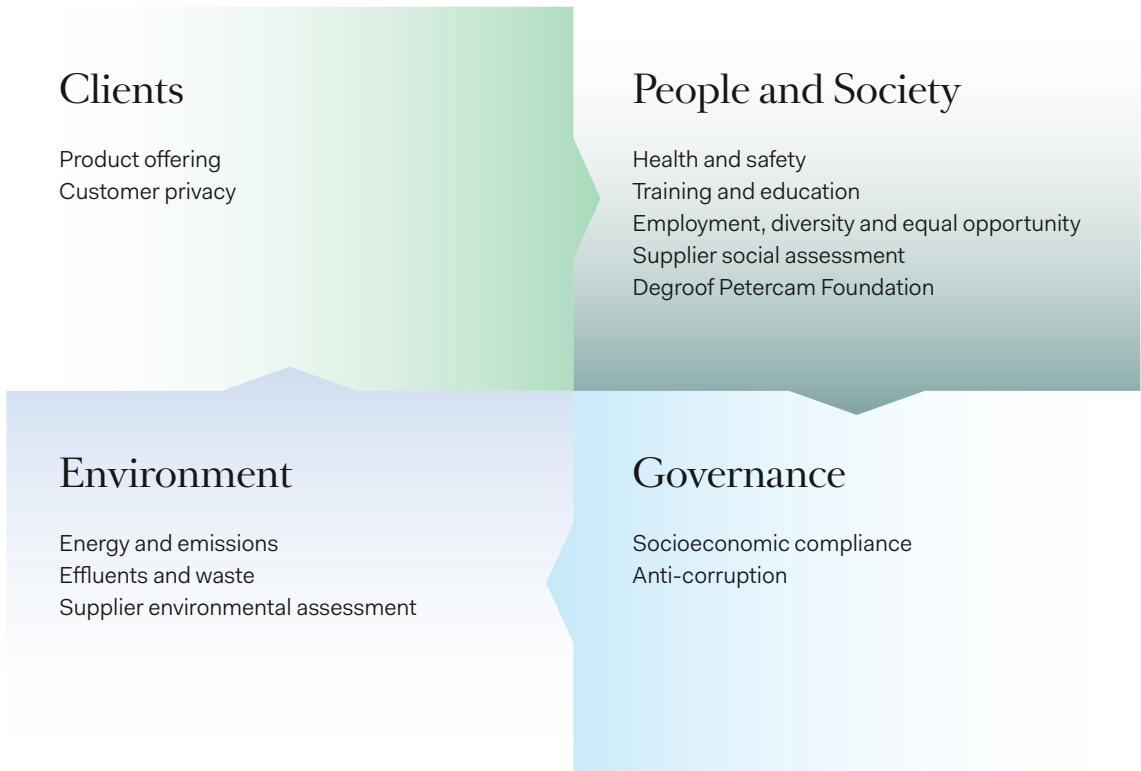 Clients
Product offering
Customer privacy
People and Society
Health and safety
Training and education
Employment, diversity and equal opportunity
Supplier social assessment
Degroof Petercam Foundation
Environment
Energy and emissions
Effluents and waste
Supplier environmental assessment
Governance
Socioeconomic compliance
Anti-corruption